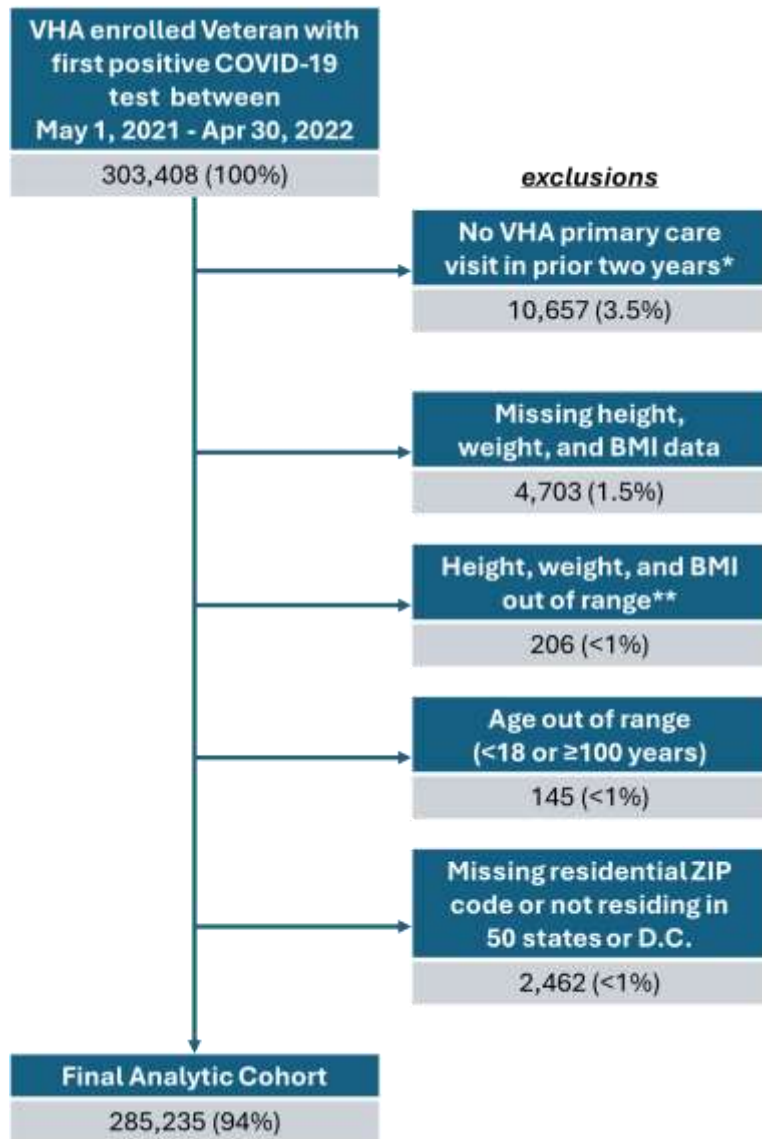 VHA enrolled Veteran with
first positive COVID-19
test between
May 1, 2021 - Apr 30, 2022
303,408 (100%)
exclusions
No VHA primary care
visit in prior two years*
10,657 (3.5%)
Missing height,
weight, and BMI data
4,703 (1.5%)
Height, weight, and BMI
out of range**
206 (<1%)
Age out of range
(<18 or ≥100 years)
145 (<1%)
Missing residential ZIP
code or not residing in
50 states or D.C.
2,462 (<1%)
Final Analytic Cohort
285,235 (94%)